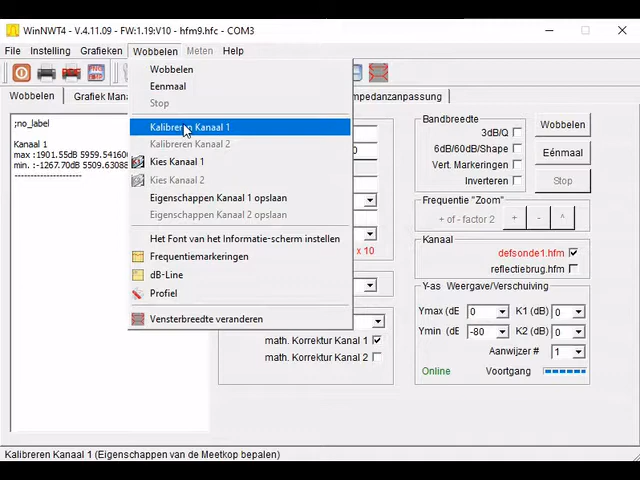 WinNWT4 - V.4.11.09 - FW:1.19:V10 - hfm9.hfc - COM3
File Instelling Grafieken Wobbelen Meten Help
Wobbelen Grafiek Man mpedanzanpassung
;no_label
Kanaal 1
max :1901.55dB 5959.54160
min. :-1267.70dB 5509.63088
---------------------
Wobbelen
Eenmaal
Stop
Kalibreren Kanaal 1
Kalibreren Kanaal 2
Kies Kanaal 1
Kies Kanaal 2
Eigenschappen Kanaal 1 opslaan
Eigenschappen Kanaal 2 opslaan
Het Font van het Informatie-scherm instellen
Frequentiemarkeringen
dB-Line
Profiel
Vensterbreedte veranderen
0
x 10
math. Korrektur Kanal 1
math. Korrektur Kanal 2
Bandbreedte
3dB/Q
6dB/60dB/Shape
Vert. Markeringen
Inverteren
Wobbelen
Eénmaal
Stop
Frequentie "Zoom"
+ of - factor 2 + - ^
Kanaal
defsonde1.hfm
reflectiebrug.hfm
Y-as Weergave/Verschuiving
Ymax (dE 0 K1 (dB) 0
Ymin (dE -80 K2 (dB) 0
Aanwijzer # 1
Online Voortgang
Kalibreren Kanaal 1 (Eigenschappen van de Meetkop bepalen)